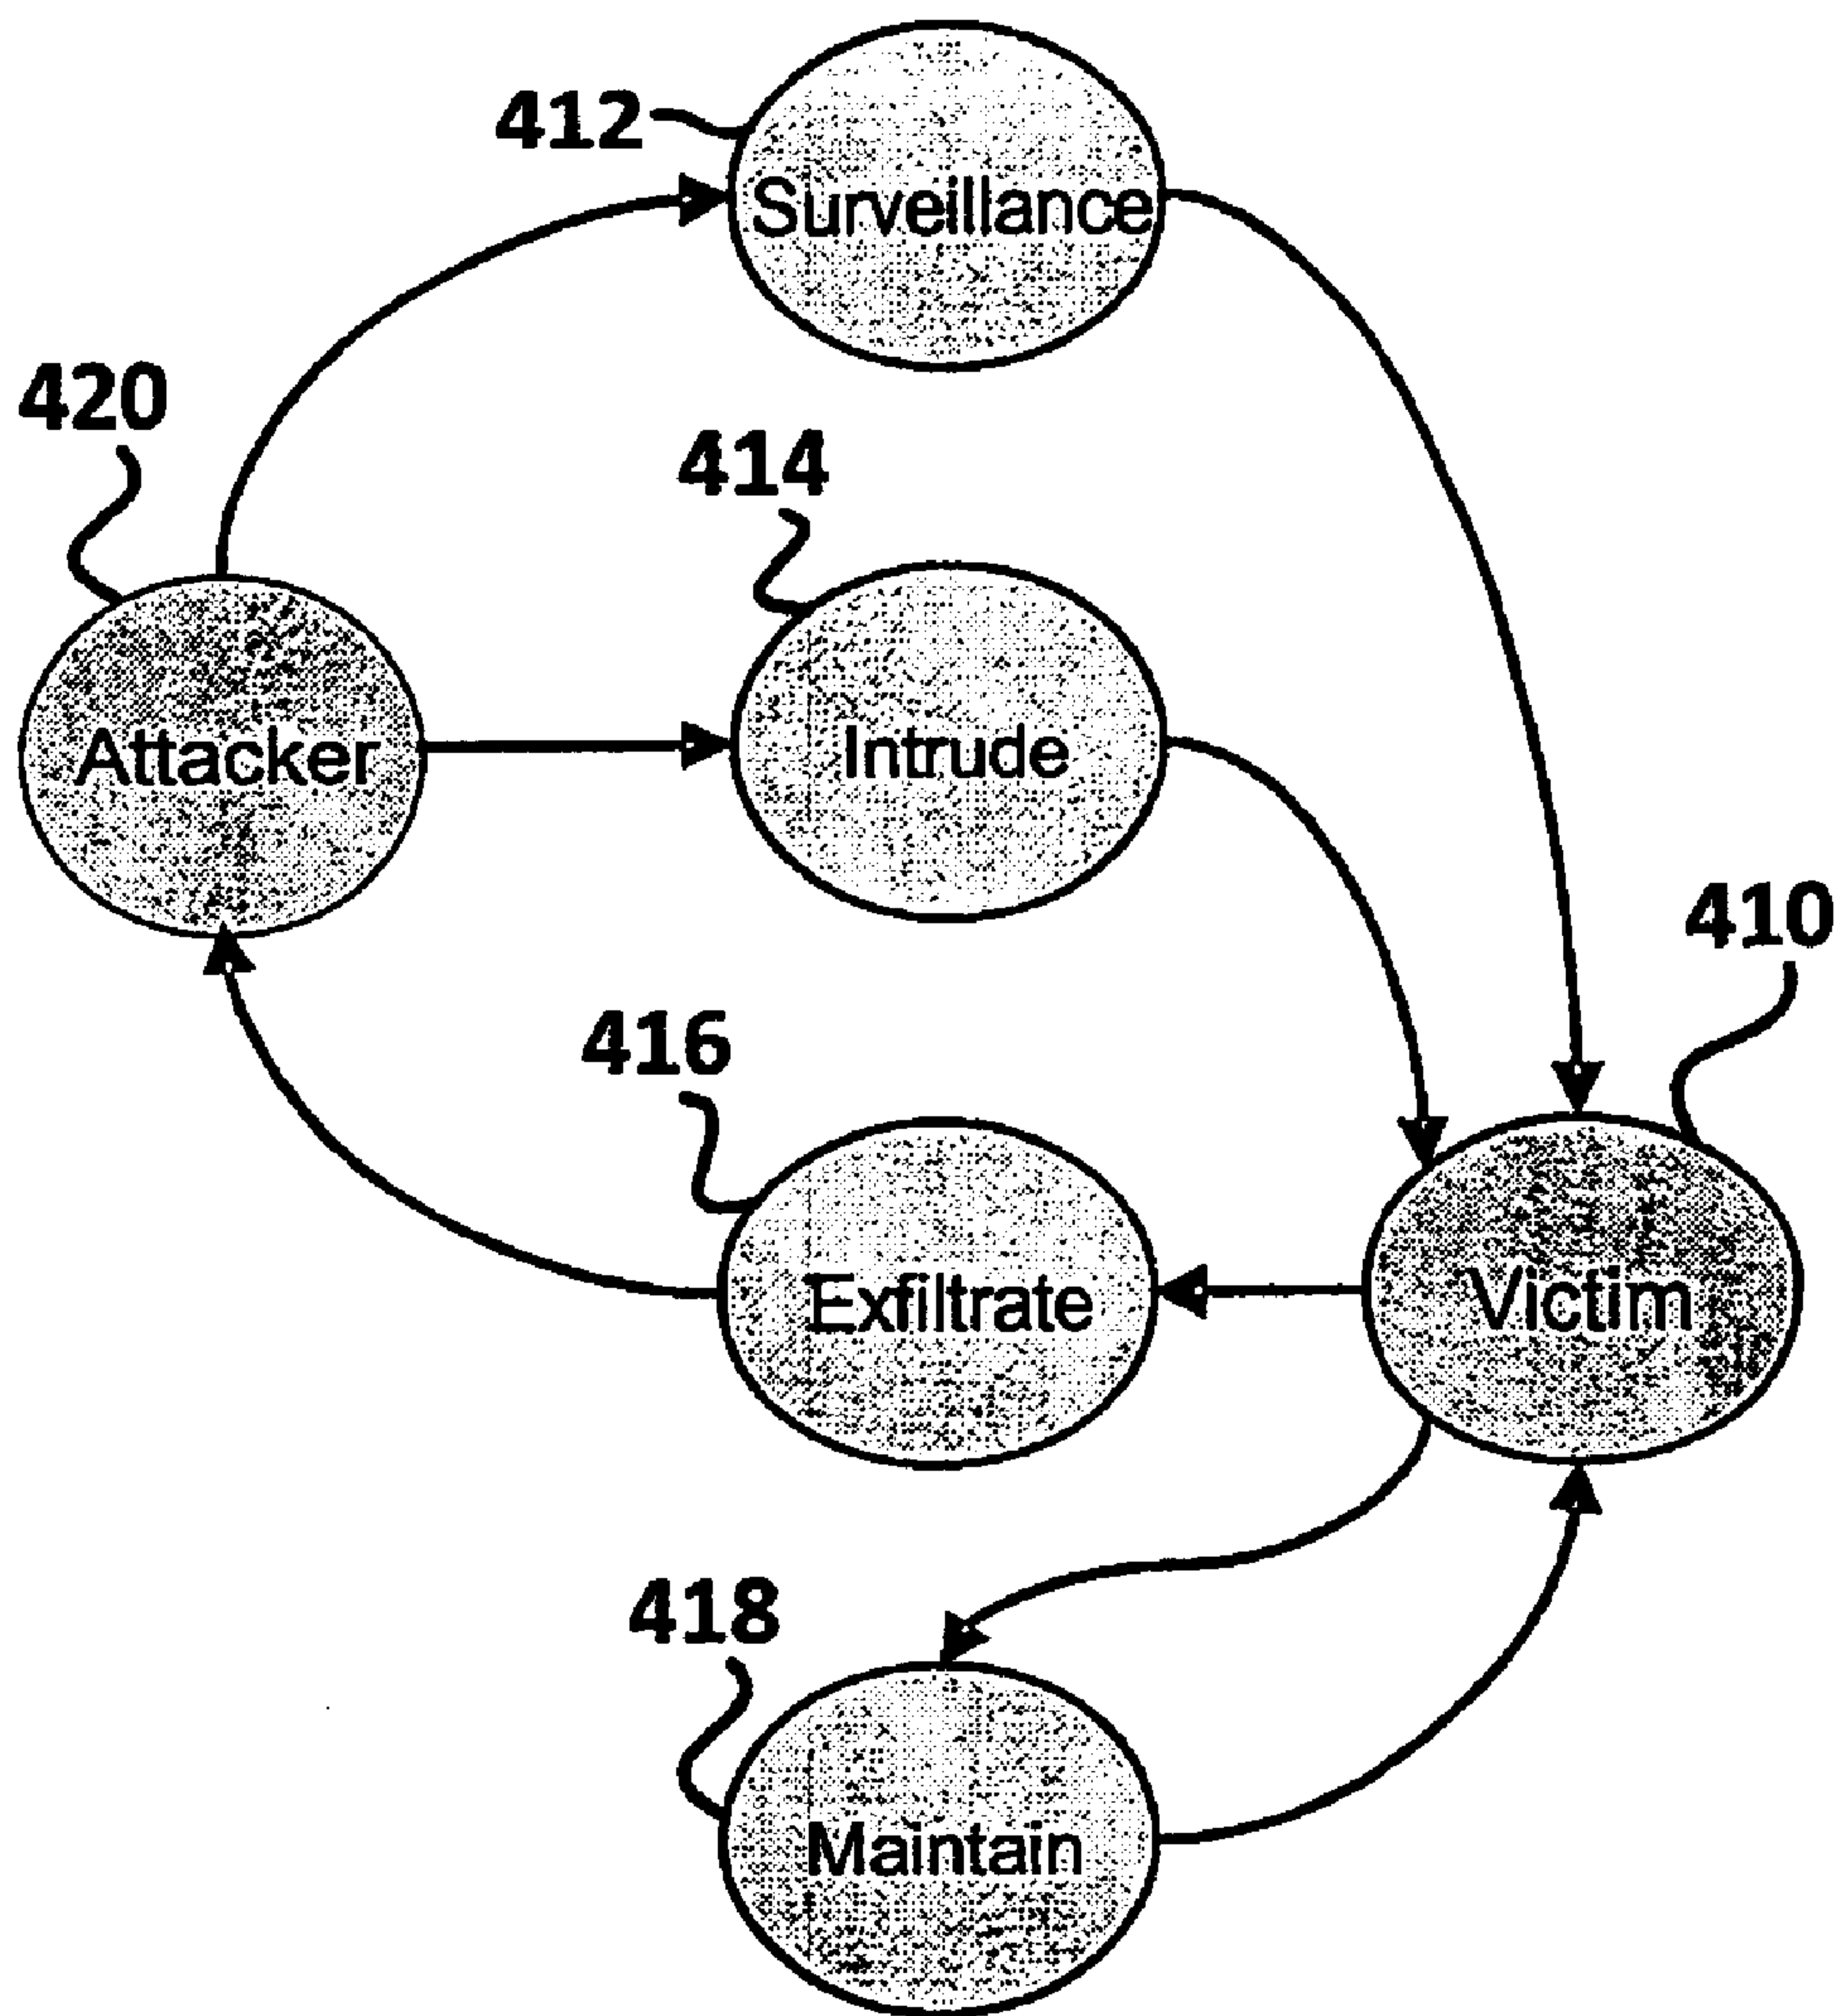 412
Surveillance
420
414
Attacker
Intrude
410
416
Exfiltrate
Victim
418
Maintain